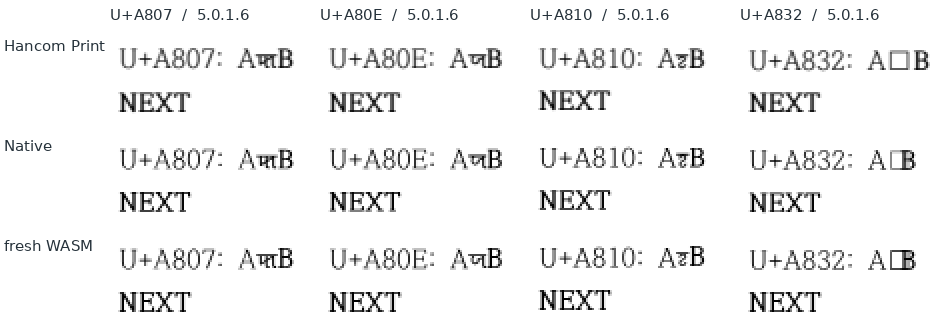 U+A807 / 5.0.1.6 U+A80E / 5.0.1.6 U+A810 / 5.0.1.6 U+A832 / 5.0.1.6
Hancom Print
U+A807: AꠇB U+A80E: AꠎB U+A810: AꠐB U+A832: A□B
NEXT NEXT NEXT NEXT
Native
U+A807: AꠇB U+A80E: AꠎB U+A810: AꠐB U+A832: A□B
NEXT NEXT NEXT NEXT
fresh WASM
U+A807: AꠇB U+A80E: AꠎB U+A810: AꠐB U+A832: A□B
NEXT NEXT NEXT NEXT